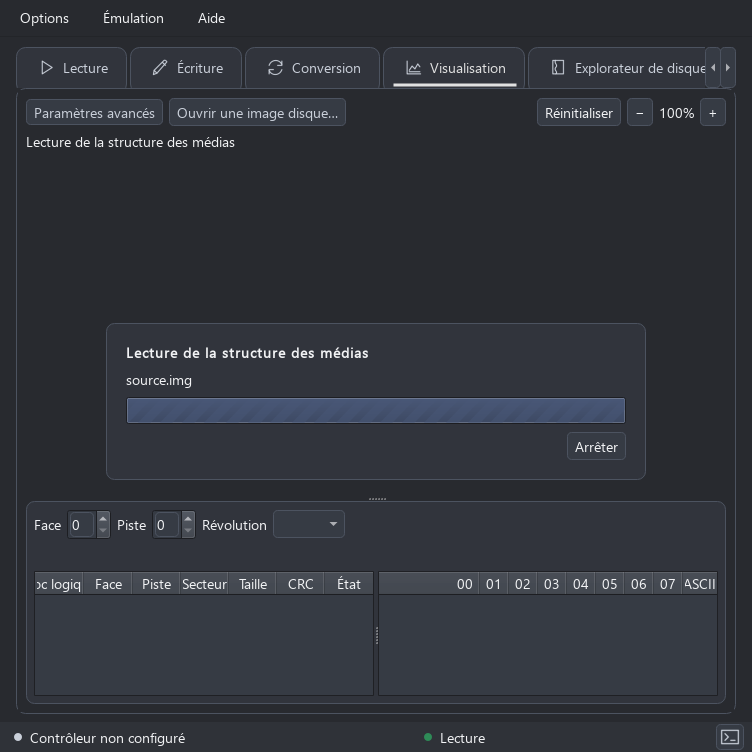 Options Émulation Aide
Lecture Écriture Conversion Visualisation Explorateur de disque
Paramètres avancés Ouvrir une image disque... Réinitialiser − 100% +
Lecture de la structure des médias
Lecture de la structure des médias
source.img
Arrêter
Face 0 Piste 0 Révolution
oc logiq Face Piste Secteur Taille CRC État 00 01 02 03 04 05 06 07 ASCII
Contrôleur non configuré Lecture